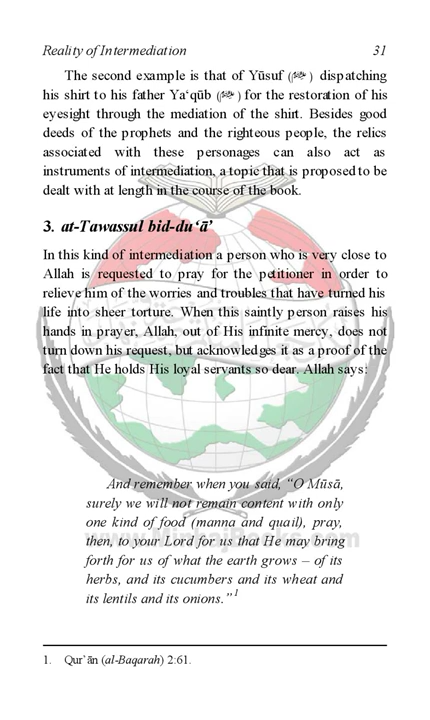 Reality of Intermediation 31
The second example is that of Yūsuf () dispatching
his shirt to his father Ya‘qūb () for the restoration of his
eyesight through the mediation of the shirt. Besides good
deeds of the prophets and the righteous people, the relics
associated with these personages can also act as
instruments of intermediation, a topic that is proposed to be
dealt with at length in the course of the book.
3. at-Tawassul bid-du‘ā’
In this kind of intermediation a person who is very close to
Allah is requested to pray for the petitioner in order to
relieve him of the worries and troubles that have turned his
life into sheer torture. When this saintly person raises his
hands in prayer, Allah, out of His infinite mercy, does not
turn down his request, but acknowledges it as a proof of the
fact that He holds His loyal servants so dear. Allah says:
And remember when you said, “O Mūsā,
surely we will not remain content with only
one kind of food (manna and quail), pray,
then, to your Lord for us that He may bring
www.MinhajBooks.com
forth for us of what the earth grows – of its
herbs, and its cucumbers and its wheat and
its lentils and its onions.”1
1. Qur’ān (al-Baqarah) 2:61.